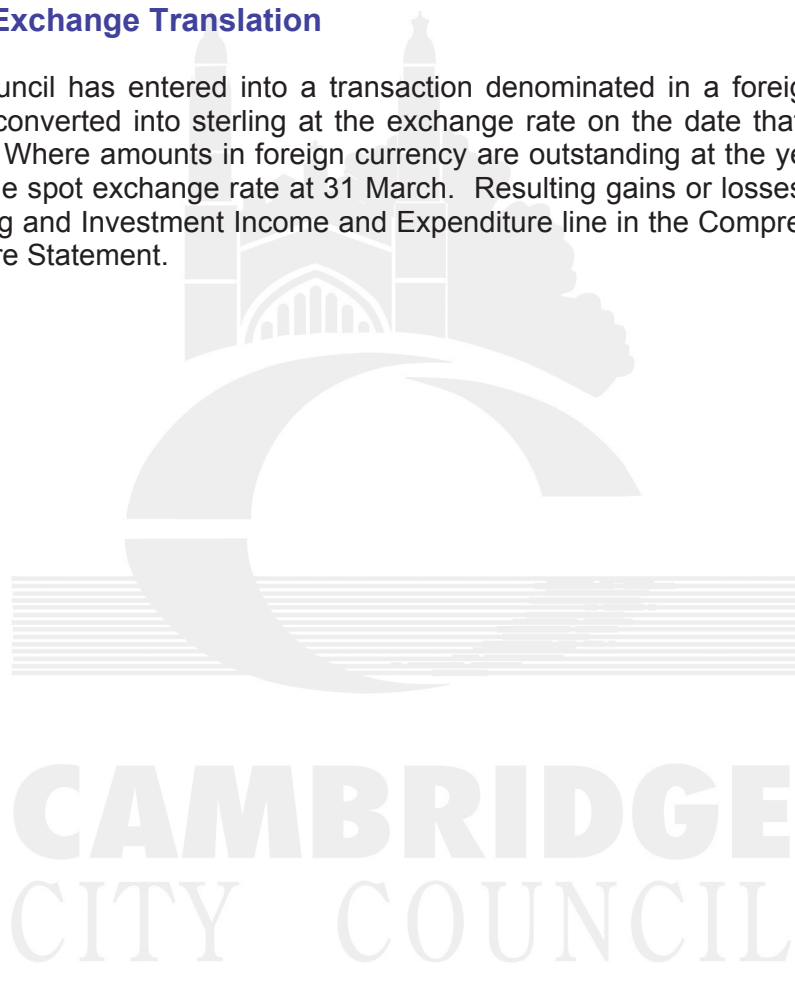 Exchange Translation
uncil has entered into a transaction denominated in a foreig
converted into sterling at the exchange rate on the date that
Where amounts in foreign currency are outstanding at the ye
e spot exchange rate at 31 March. Resulting gains or losses
g and Investment Income and Expenditure line in the Compre
re Statement.
CAMBRIDGE
CITY COUNCIL